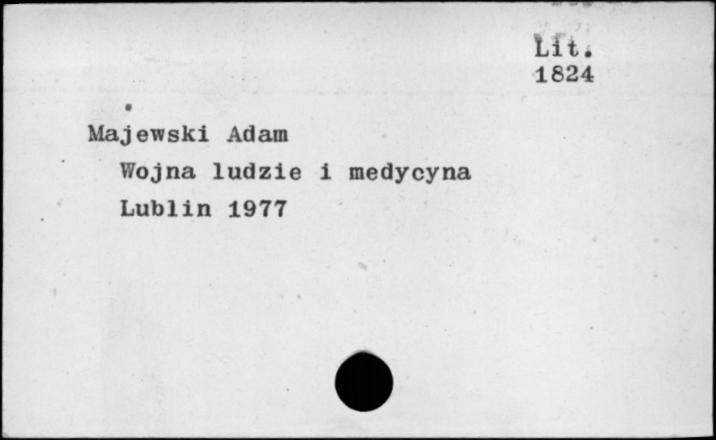 Lit.
1824
Majewski Adam
Wojna ludzie i medycyna
Lublin 1977